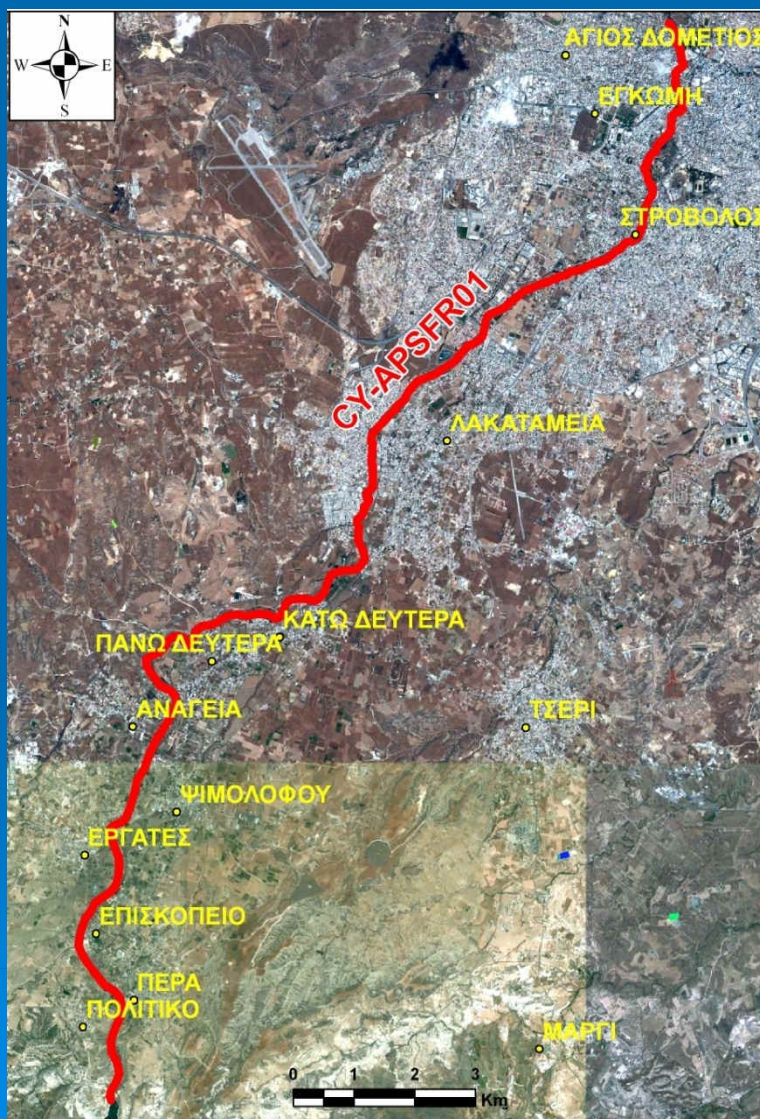 N
W E
S
ΑΓΙΟΣ ΔΟΜΕΤΙΟΣ
ΕΓΚΩΜΗ
ΣΤΡΟΒΟΛΟΣ
CY-APSFR01
ΛΑΚΑΤΑΜΕΙΑ
ΚΑΤΩ ΔΕΥΤΕΡΑ
ΠΑΝΩ ΔΕΥΤΕΡΑ
ΑΝΑΓΕΙΑ
ΤΣΕΡΙ
ΨΙΜΟΛΟΦΟΥ
ΕΡΓΑΤΕΣ
ΕΠΙΣΚΟΠΕΙΟ
ΠΕΡΑ
ΠΟΛΙΤΙΚΟ
ΜΑΡΓΙ
0 1 2 3
Km